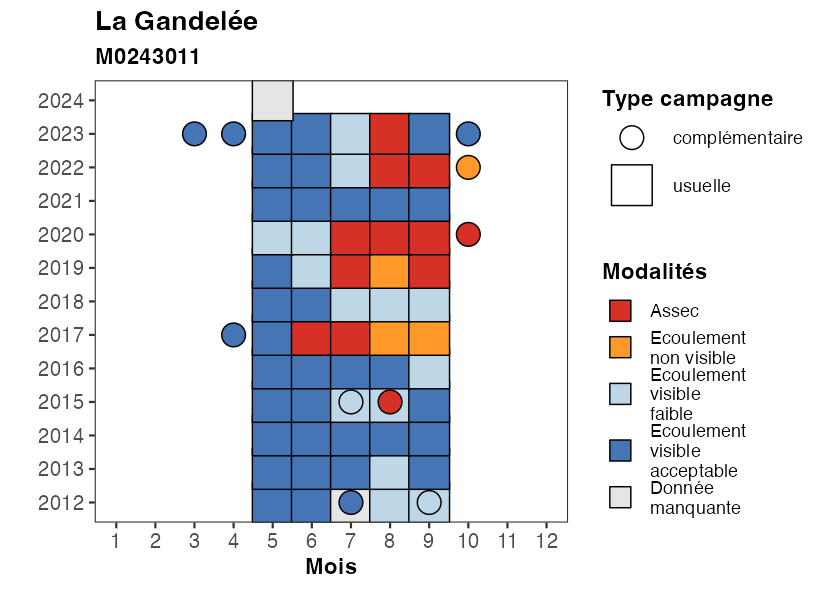 La Gandelée
M0243011
2024
2023
2022
2021
2020
2019
2018
2017
2016
2015
2014
2013
2012
1 2 3 4 5 6 7 8 9 10 11 12
Mois
Type campagne
complémentaire
usuelle
Modalités
Assec
Ecoulement
non visible
Ecoulement
visible
faible
Ecoulement
visible
acceptable
Donnée
manquante